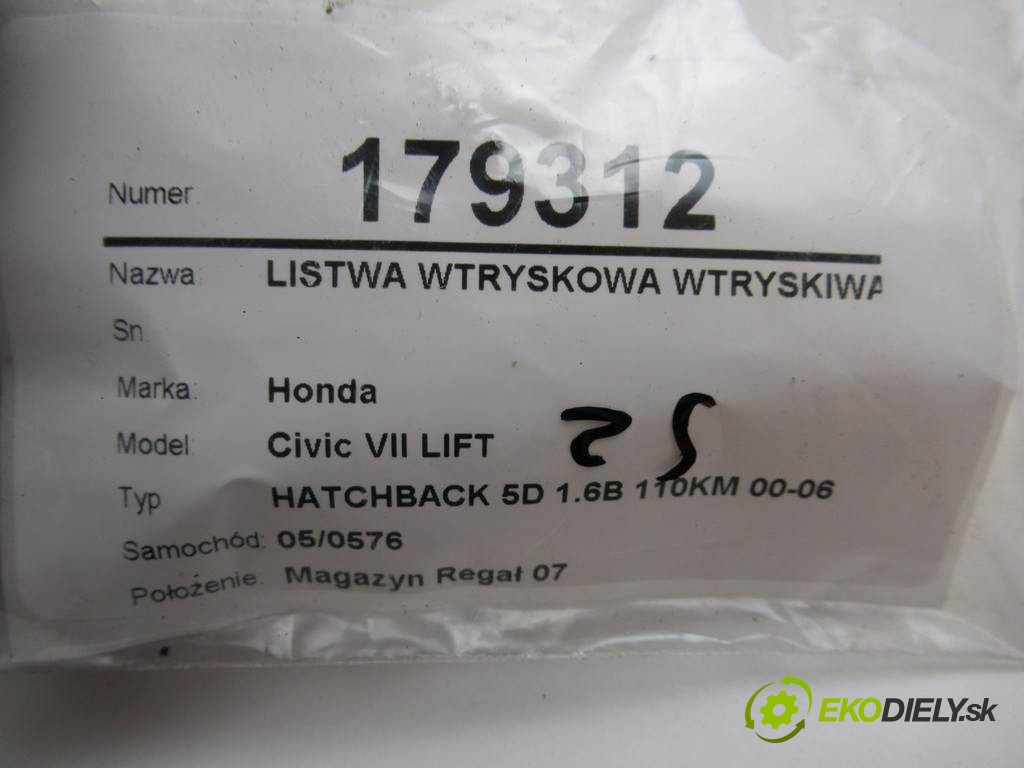 Numer 179312
Nazwa: LISTWA WTRYSKOWA WTRYSKIWA
Sn:
Marka: Honda
Model: Civic VII LIFT
Typ HATCHBACK 5D 1.6B 110KM 00-06
Samochód: 05/0576
Położenie: Magazyn Regał 07
EKODIELY.sk